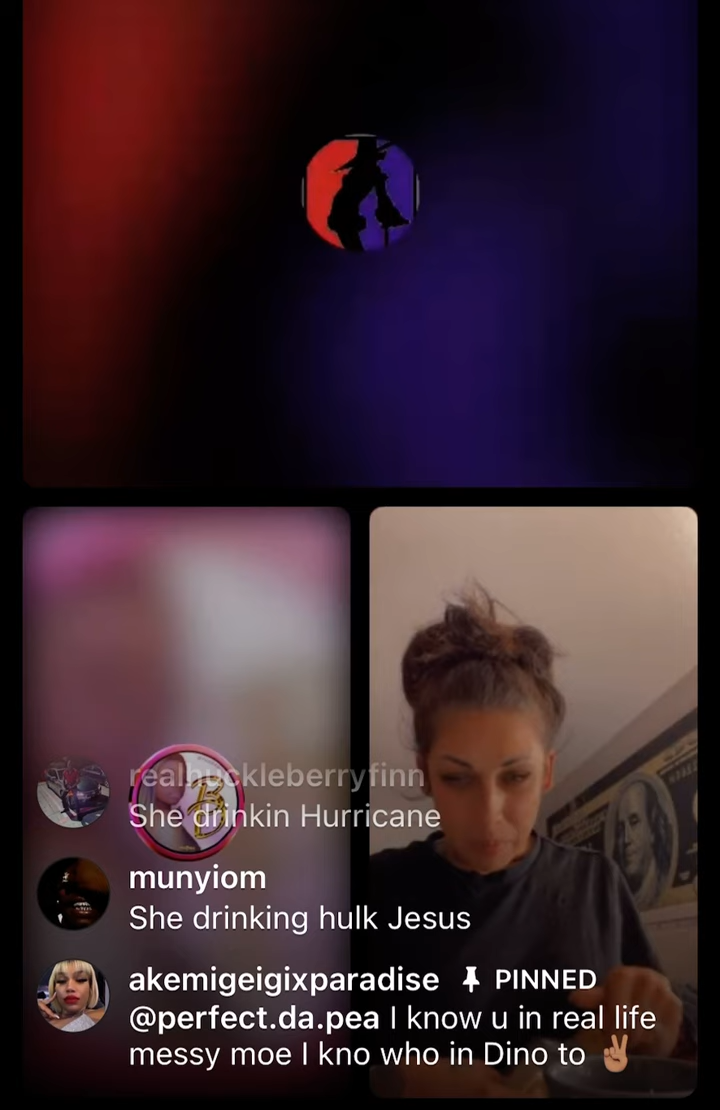 realhuckleberryfinn
She drinkin Hurricane
B
munyiom
She drinking hulk Jesus
akemigeigixparadise PINNED
@perfect.da.pea I know u in real life
messy moe I kno who in Dino to ✌🏽